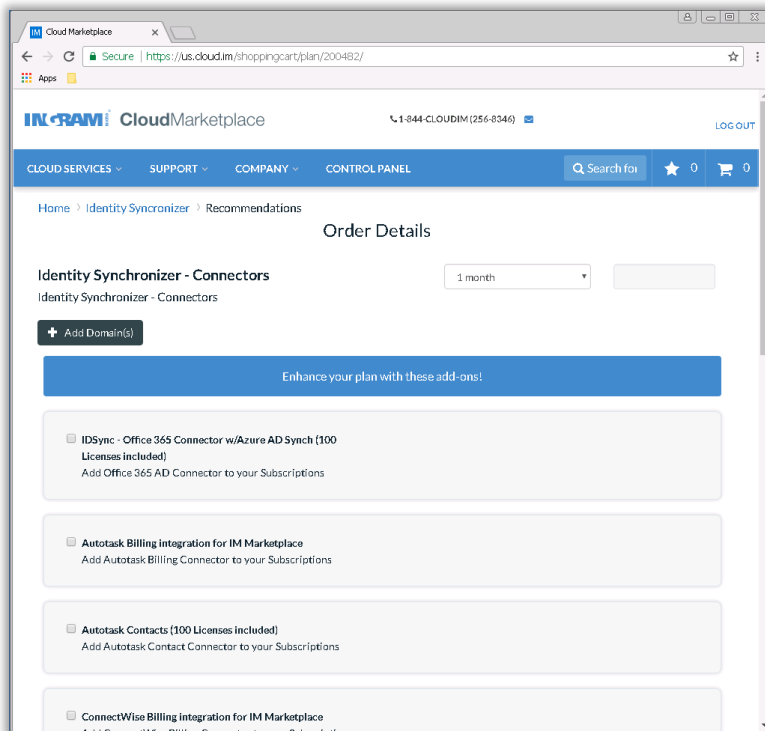 Cloud Marketplace
Secure | https://us.cloud.im/shoppingcart/plan/200482/
Apps
INGRAM CloudMarketplace
1-844-CLOUDIM (256-8346)
LOG OUT
CLOUD SERVICES SUPPORT COMPANY CONTROL PANEL Search for 0 0
Home > Identity Syncronizer > Recommendations
Order Details
Identity Synchronizer - Connectors
1 month
Identity Synchronizer - Connectors
Add Domain(s)
Enhance your plan with these add-ons!
IDSync - Office 365 Connector w/Azure AD Synch (100
Licenses included)
Add Office 365 AD Connector to your Subscriptions
Autotask Billing integration for IM Marketplace
Add Autotask Billing Connector to your Subscriptions
Autotask Contacts (100 Licenses included)
Add Autotask Contact Connector to your Subscriptions
ConnectWise Billing integration for IM Marketplace